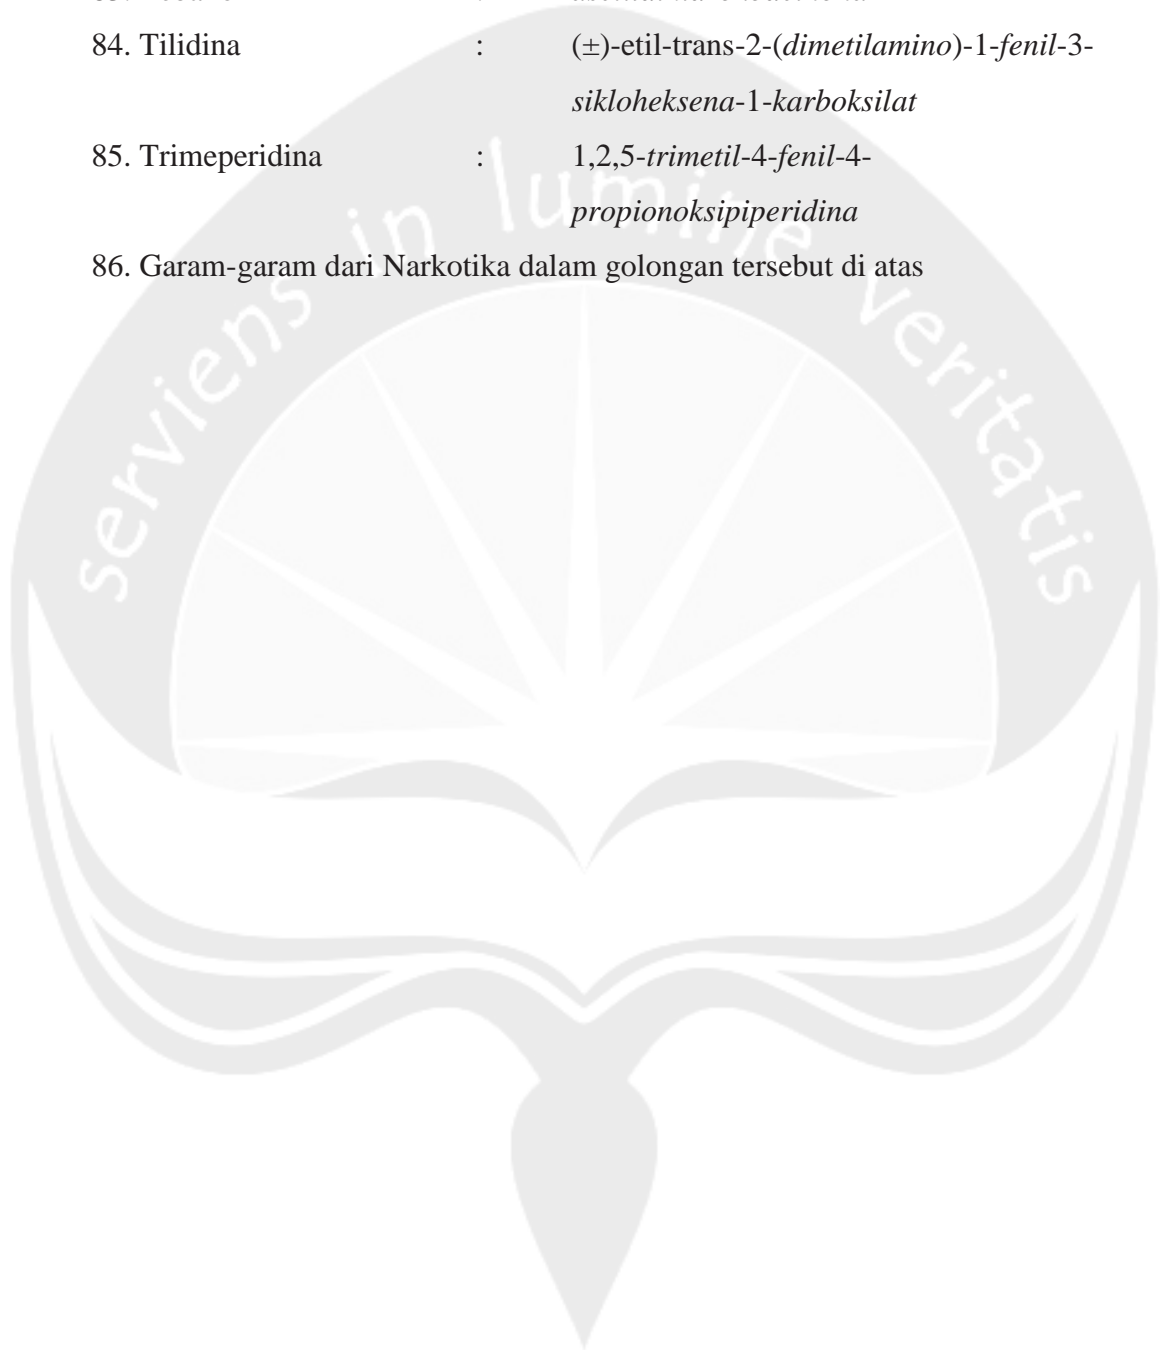 84. Tilidina : (±)-etil-trans-2-(dimetilamino)-1-fenil-3-
sikloheksena-1-karboksilat
85. Trimeperidina : 1,2,5-trimetil-4-fenil-4-
propionoksipiperidina
86. Garam-garam dari Narkotika dalam golongan tersebut di atas
serviens in lumine veritatis